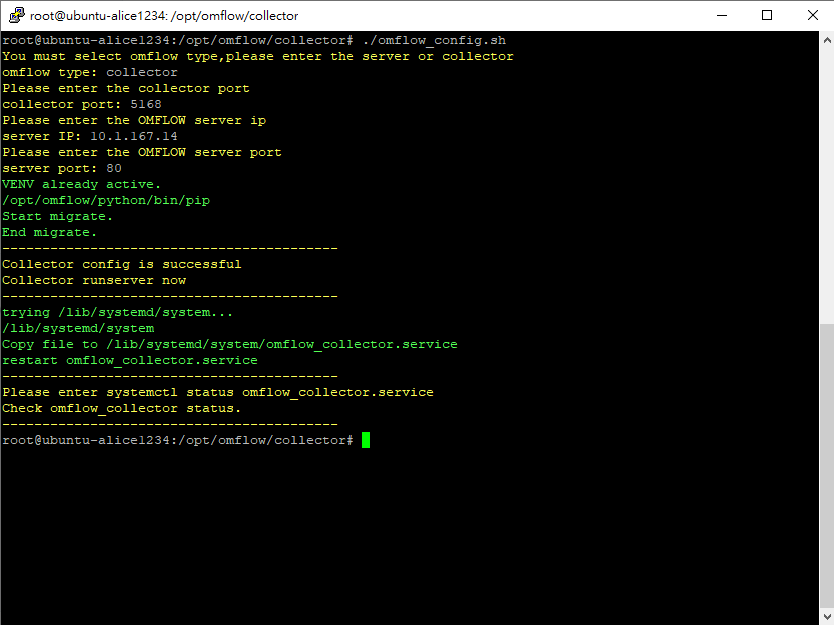 root@ubuntu-alice1234: /opt/omflow/collector
root@ubuntu-alice1234:/opt/omflow/collector# ./omflow_config.sh
You must select omflow type,please enter the server or collector
omflow type: collector
Please enter the collector port
collector port: 5168
Please enter the OMFLOW server ip
server IP: 10.1.167.14
Please enter the OMFLOW server port
server port: 80
VENV already active.
/opt/omflow/python/bin/pip
Start migrate.
End migrate.
------------------------------------------
Collector config is successful
Collector runserver now
------------------------------------------
trying /lib/systemd/system...
/lib/systemd/system
Copy file to /lib/systemd/system/omflow_collector.service
restart omflow_collector.service
------------------------------------------
Please enter systemctl status omflow_collector.service
Check omflow_collector status.
------------------------------------------
root@ubuntu-alice1234:/opt/omflow/collector#